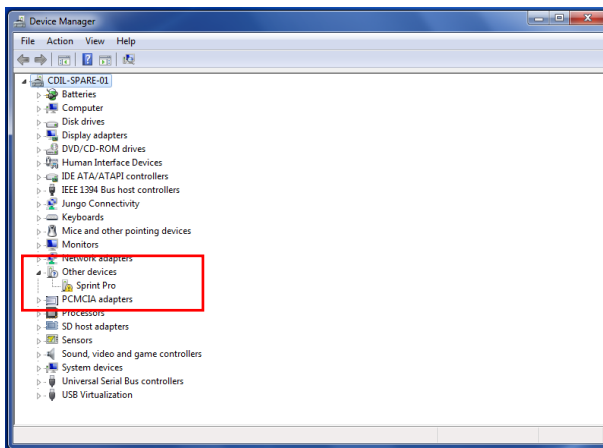 Device Manager
File Action View Help
CDIL-SPARE-01
Batteries
Computer
Disk drives
Display adapters
DVD/CD-ROM drives
Human Interface Devices
IDE ATA/ATAPI controllers
IEEE 1394 Bus host controllers
Jungo Connectivity
Keyboards
Mice and other pointing devices
Monitors
Network adapters
Other devices
Sprint Pro
PCMCIA adapters
Processors
SD host adapters
Sensors
Sound, video and game controllers
System devices
Universal Serial Bus controllers
USB Virtualization